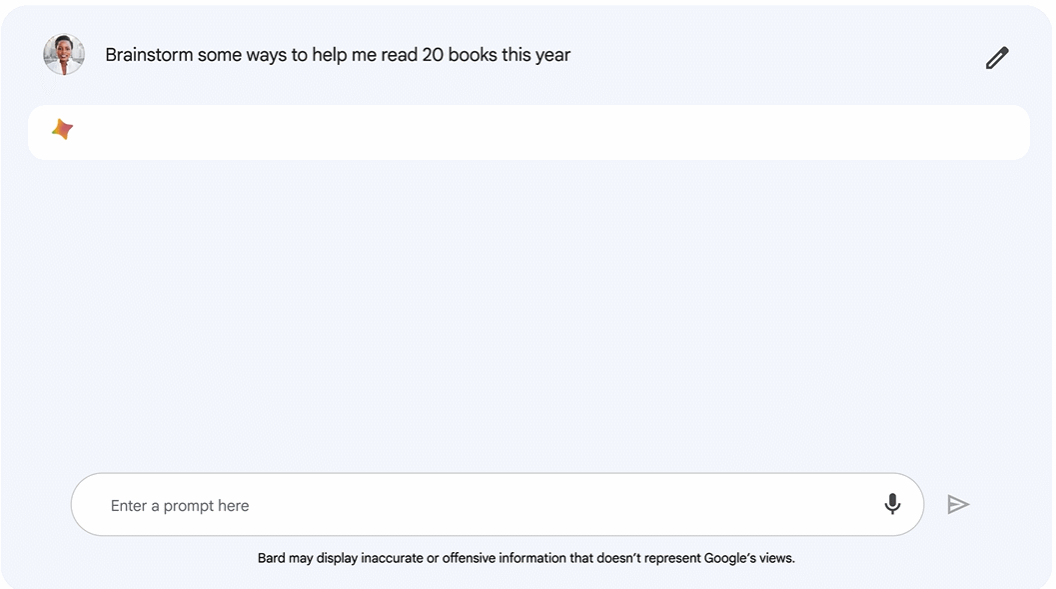 Brainstorm some ways to help me read 20 books this year
Enter a prompt here
Bard may display inaccurate or offensive information that doesn’t represent Google’s views.